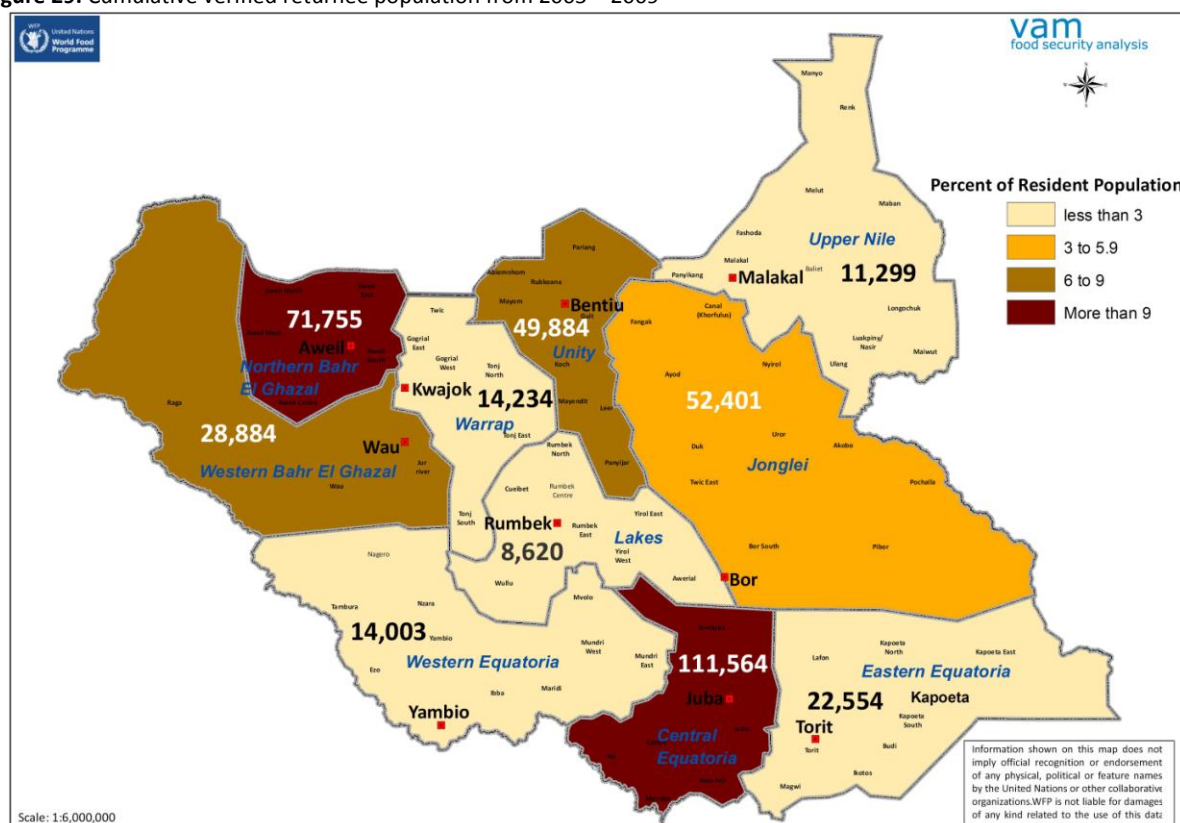 Figure 29: Cumulative verified returnee population from 2005 – 2009
WFP
United Nations
World Food
Programme
vam
food security analysis
Percent of Resident Population
less than 3
3 to 5.9
6 to 9
More than 9
Manyo
Renk
Melut
Maban
Fashoda
Upper Nile
Malakal
Baliet
11,299
Panyikang
Malakal
Longochuk
Luakping/
Nasir
Maiwut
Ulang
Pariang
Abiemnhom
Rubkoana
Mayom
Bentiu
Guit
49,884
Unity
Koch
Mayendit
Leer
Panyijar
Canal
(Khorfulus)
Fangak
Nyirol
Ayod
52,401
Uror
Duk
Akobo
Jonglei
Twic East
Pochalla
Bor South
Pibor
Bor
71,755
Aweil
Northern Bahr
El Ghazal
Raga
28,884
Western Bahr El Ghazal
Wau
Wau
Jur
river
Twic
Gogrial
East
Gogrial
West
Tonj
North
Kwajok
14,234
Warrap
Tonj East
Tonj
South
Rumbek
North
Cueibet
Rumbek
Centre
Rumbek
Rumbek
East
Yirol East
Lakes
8,620
Yirol
West
Wullu
Awerial
Nagero
Mvolo
Tambura
Nzara
14,003
Yambio
Mundri
West
Mundri
East
Western Equatoria
Ezo
Ibba
Maridi
Yambio
111,564
Juba
Central
Equatoria
Lafon
Kapoeta
North
Kapoeta East
Eastern Equatoria
22,554
Kapoeta
Kapoeta
South
Torit
Torit
Budi
Ikotos
Magwi
Information shown on this map does not
imply official recognition or endorsement
of any physical, political or feature names
by the United Nations or other collaborative
organizations.WFP is not liable for damages
of any kind related to the use of this data
Scale: 1:6,000,000